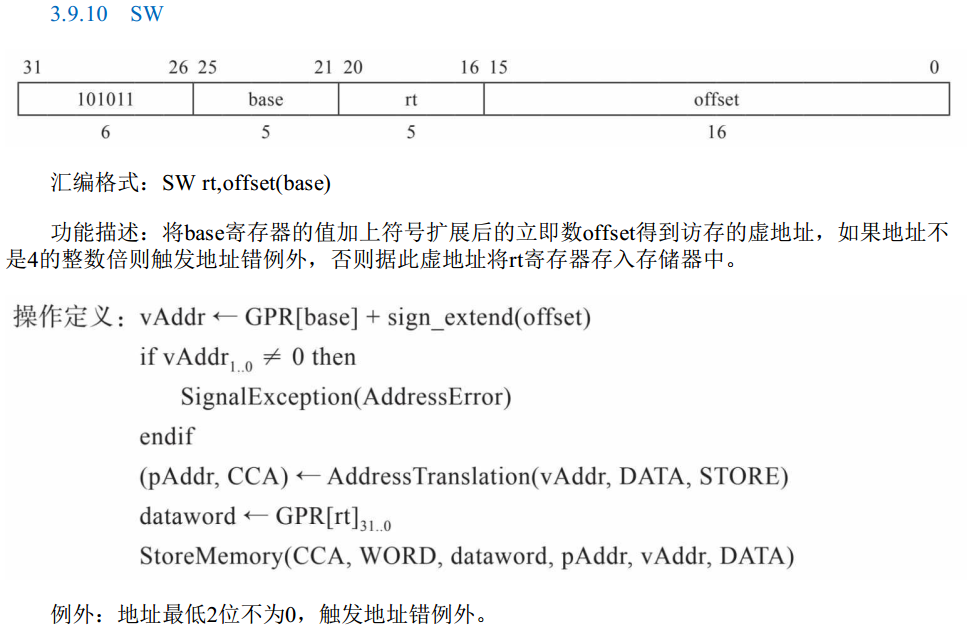 3.9.10 SW
31 26 25 21 20 16 15 0
101011 base rt offset
6 5 5 16
汇编格式：SW rt,offset(base)
功能描述：将base寄存器的值加上符号扩展后的立即数offset得到访存的虚地址，如果地址不
是4的整数倍则触发地址错例外，否则据此虚地址将rt寄存器存入存储器中。
操作定义：vAddr ← GPR[base] + sign_extend(offset)
if vAddr1..0 ≠ 0 then
SignalException(AddressError)
endif
(pAddr, CCA) ← AddressTranslation(vAddr, DATA, STORE)
dataword ← GPR[rt]31..0
StoreMemory(CCA, WORD, dataword, pAddr, vAddr, DATA)
例外：地址最低2位不为0，触发地址错例外。